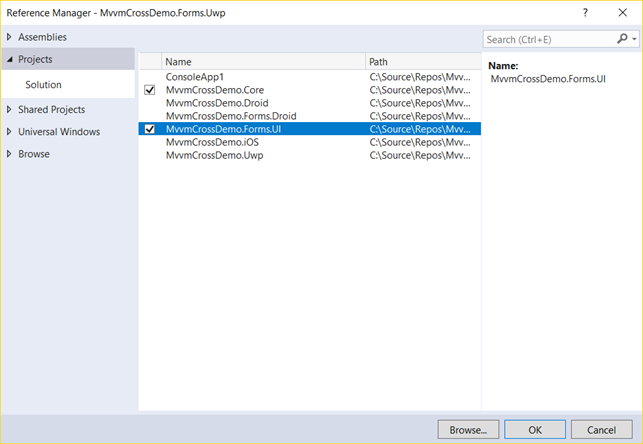 Reference Manager - MvvmCrossDemo.Forms.Uwp
? ×
Assemblies
Search (Ctrl+E)
Projects
Solution
Shared Projects
Universal Windows
Browse
Name Path
ConsoleApp1 C:\Source\Repos\Mvv...
MvvmCrossDemo.Core C:\Source\Repos\Mvv...
MvvmCrossDemo.Droid C:\Source\Repos\Mvv...
MvvmCrossDemo.Forms.Droid C:\Source\Repos\Mvv...
MvvmCrossDemo.Forms.UI C:\Source\Repos\Mvv...
MvvmCrossDemo.iOS C:\Source\Repos\Mvv...
MvvmCrossDemo.Uwp C:\Source\Repos\Mvv...
Name:
MvvmCrossDemo.Forms.UI
Browse... OK Cancel